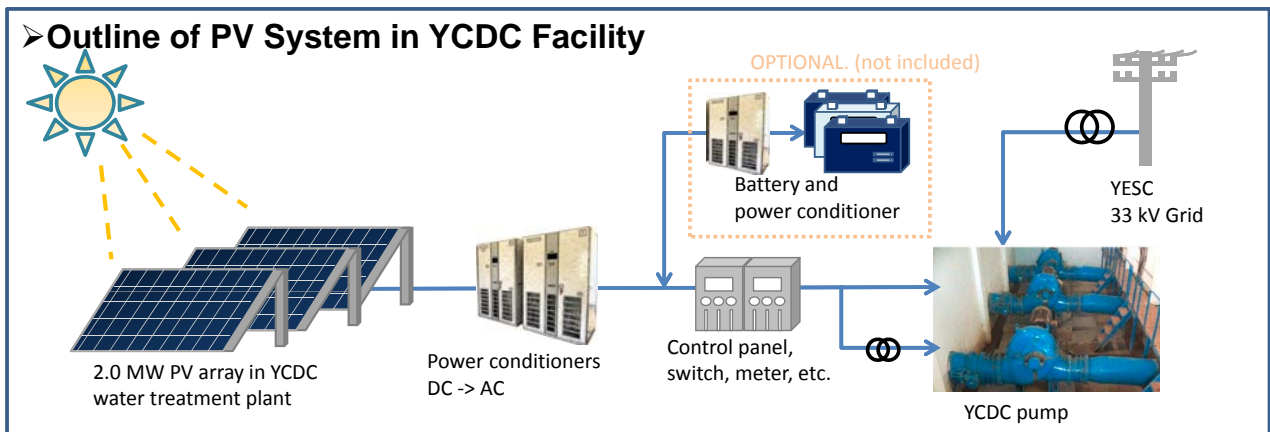 ➢Outline of PV System in YCDC Facility
OPTIONAL. (not included)
Battery and
power conditioner
YESC
33 kV Grid
2.0 MW PV array in YCDC
water treatment plant
Power conditioners
DC -> AC
Control panel,
switch, meter, etc.
YCDC pump